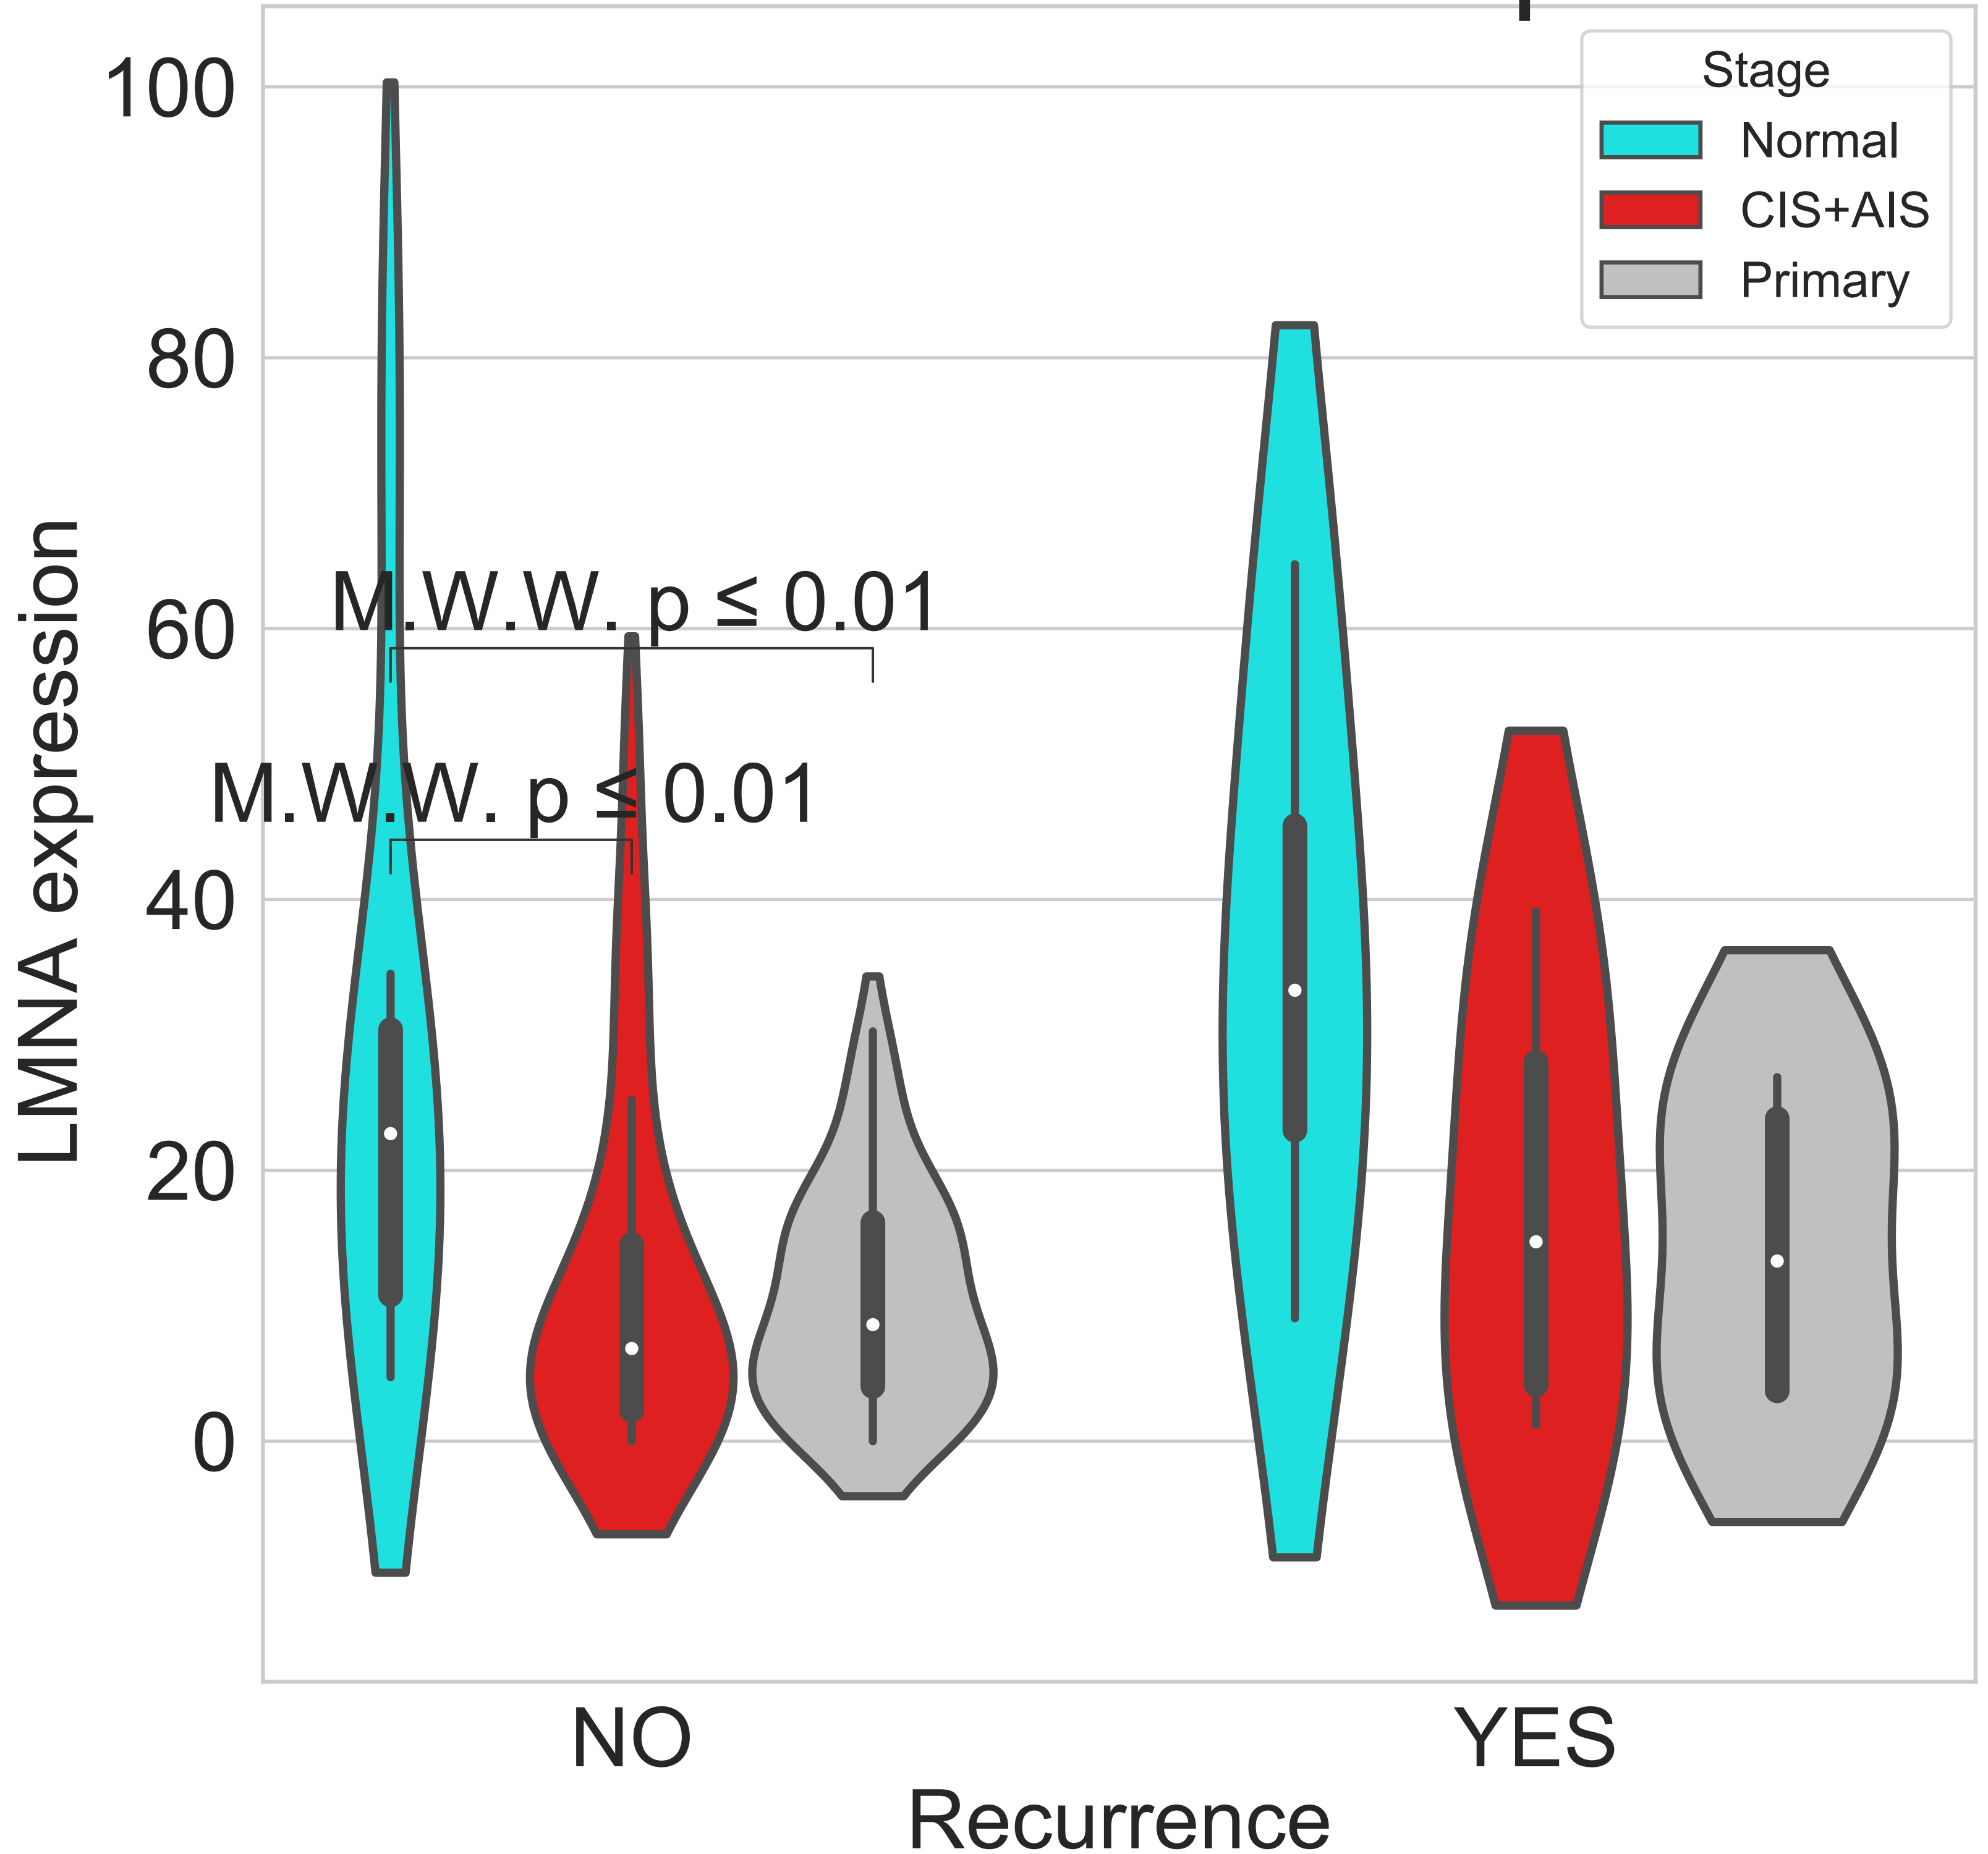 Stage
Normal
CIS+AIS
Primary
100
80
60
40
20
0
LMNA expression
M.W.W. p ≤ 0.01
M.W.W. p ≤ 0.01
NO
YES
Recurrence